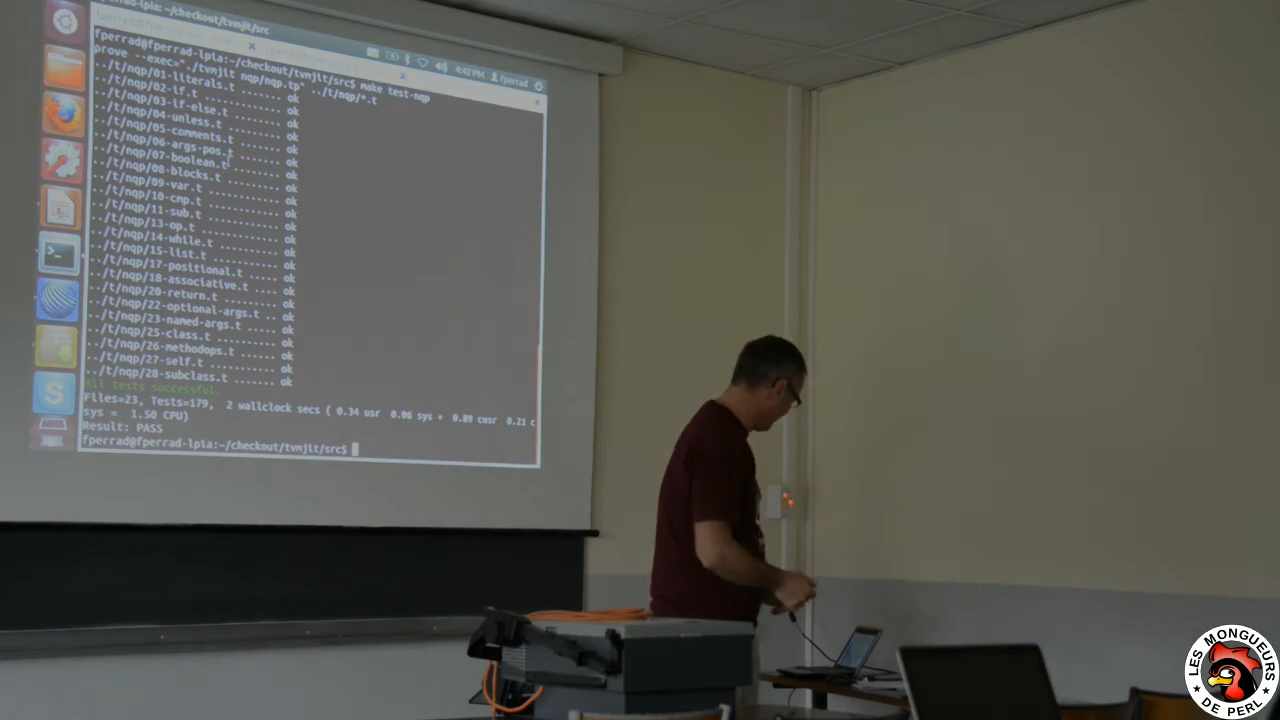 fperrad@fperrad-lpia: ~/checkout/tvmjit/src
4:42 PM fperrad
fperrad@fperrad-lpia:~/checkout/tvmjit/src$ make test-nqp
prove --exec="./tvmjit nqp/nqp.tp" ../t/nqp/*.t
../t/nqp/01-literals.t ....... ok
../t/nqp/02-if.t ............. ok
../t/nqp/03-if-else.t ........ ok
../t/nqp/04-unless.t ......... ok
../t/nqp/05-comments.t ....... ok
../t/nqp/06-args-pos.t ....... ok
../t/nqp/07-boolean.t ........ ok
../t/nqp/08-blocks.t ......... ok
../t/nqp/09-var.t ............ ok
../t/nqp/10-cmp.t ............ ok
../t/nqp/11-sub.t ............ ok
../t/nqp/13-op.t ............. ok
../t/nqp/14-while.t .......... ok
../t/nqp/15-list.t ........... ok
../t/nqp/17-positional.t ..... ok
../t/nqp/18-associative.t .... ok
../t/nqp/20-return.t ......... ok
../t/nqp/22-optional-args.t .. ok
../t/nqp/23-named-args.t ..... ok
../t/nqp/25-class.t .......... ok
../t/nqp/26-methodops.t ...... ok
../t/nqp/27-self.t ........... ok
../t/nqp/28-subclass.t ....... ok
All tests successful.
Files=23, Tests=179,  2 wallclock secs ( 0.34 usr  0.06 sys +  0.89 cusr  0.21 c
sys =  1.50 CPU)
Result: PASS
fperrad@fperrad-lpia:~/checkout/tvmjit/src$
LES MONGUEURS
DE PERL